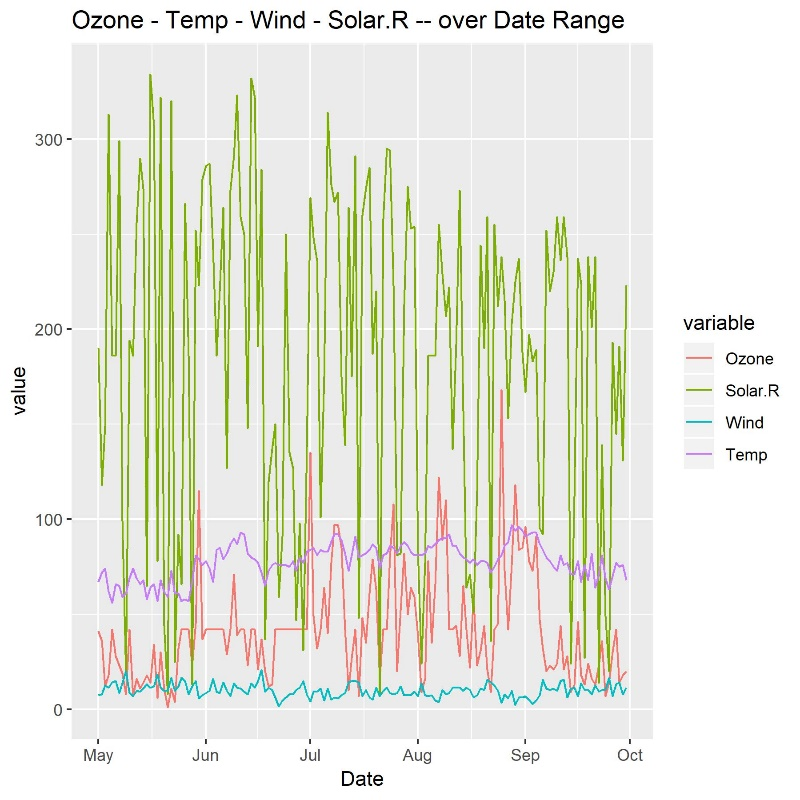 Ozone - Temp - Wind - Solar.R -- over Date Range
300
200
100
0
value
May Jun Jul Aug Sep Oct
Date
variable
Ozone
Solar.R
Wind
Temp